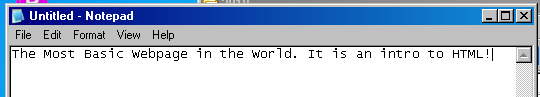 Untitled - Notepad
File Edit Format View Help
The Most Basic Webpage in the World. It is an intro to HTML!